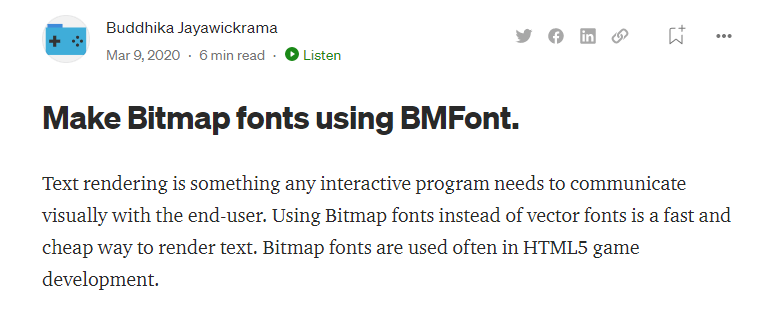 Buddhika Jayawickrama
Mar 9, 2020 · 6 min read · Listen
Make Bitmap fonts using BMFont.
Text rendering is something any interactive program needs to communicate
visually with the end-user. Using Bitmap fonts instead of vector fonts is a fast and
cheap way to render text. Bitmap fonts are used often in HTML5 game
development.